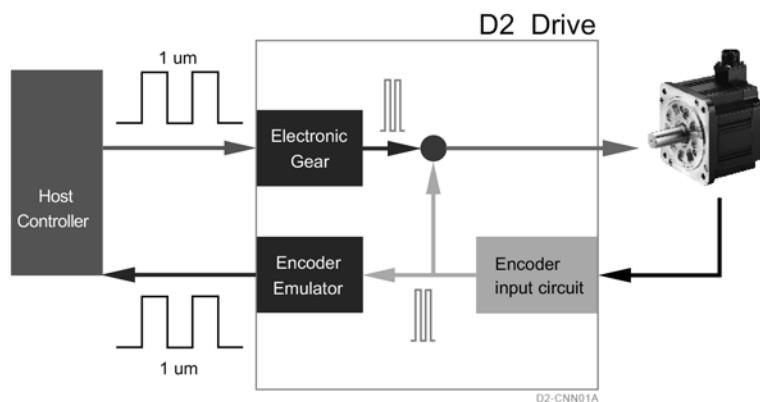 D2 Drive
1 um
Electronic
Gear
Host
Controller
Encoder
Emulator
Encoder
input circuit
1 um
D2-CNN01A